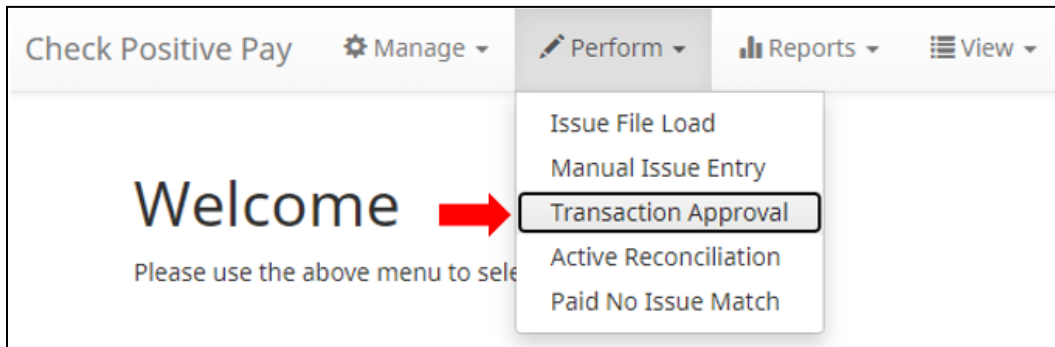 Check Positive Pay Manage Perform Reports View
Issue File Load
Manual Issue Entry
Welcome
Transaction Approval
Active Reconciliation
Please use the above menu to sele
Paid No Issue Match